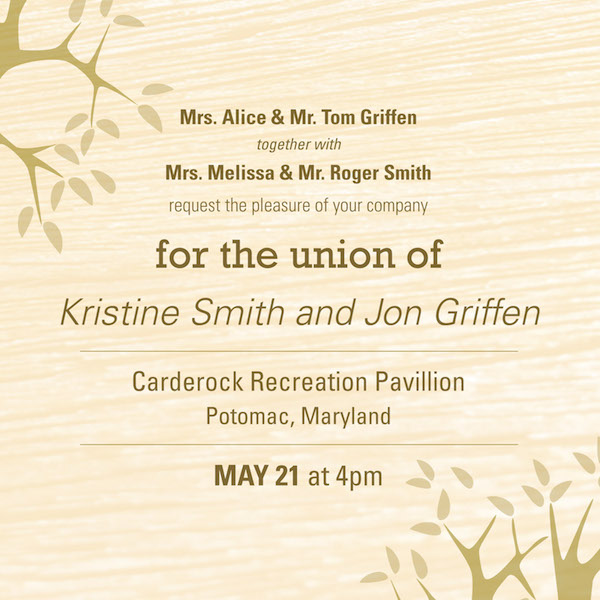 Mrs. Alice & Mr. Tom Griffen
together with
Mrs. Melissa & Mr. Roger Smith
request the pleasure of your company
for the union of
Kristine Smith and Jon Griffen
Carderock Recreation Pavillion
Potomac, Maryland
MAY 21 at 4pm